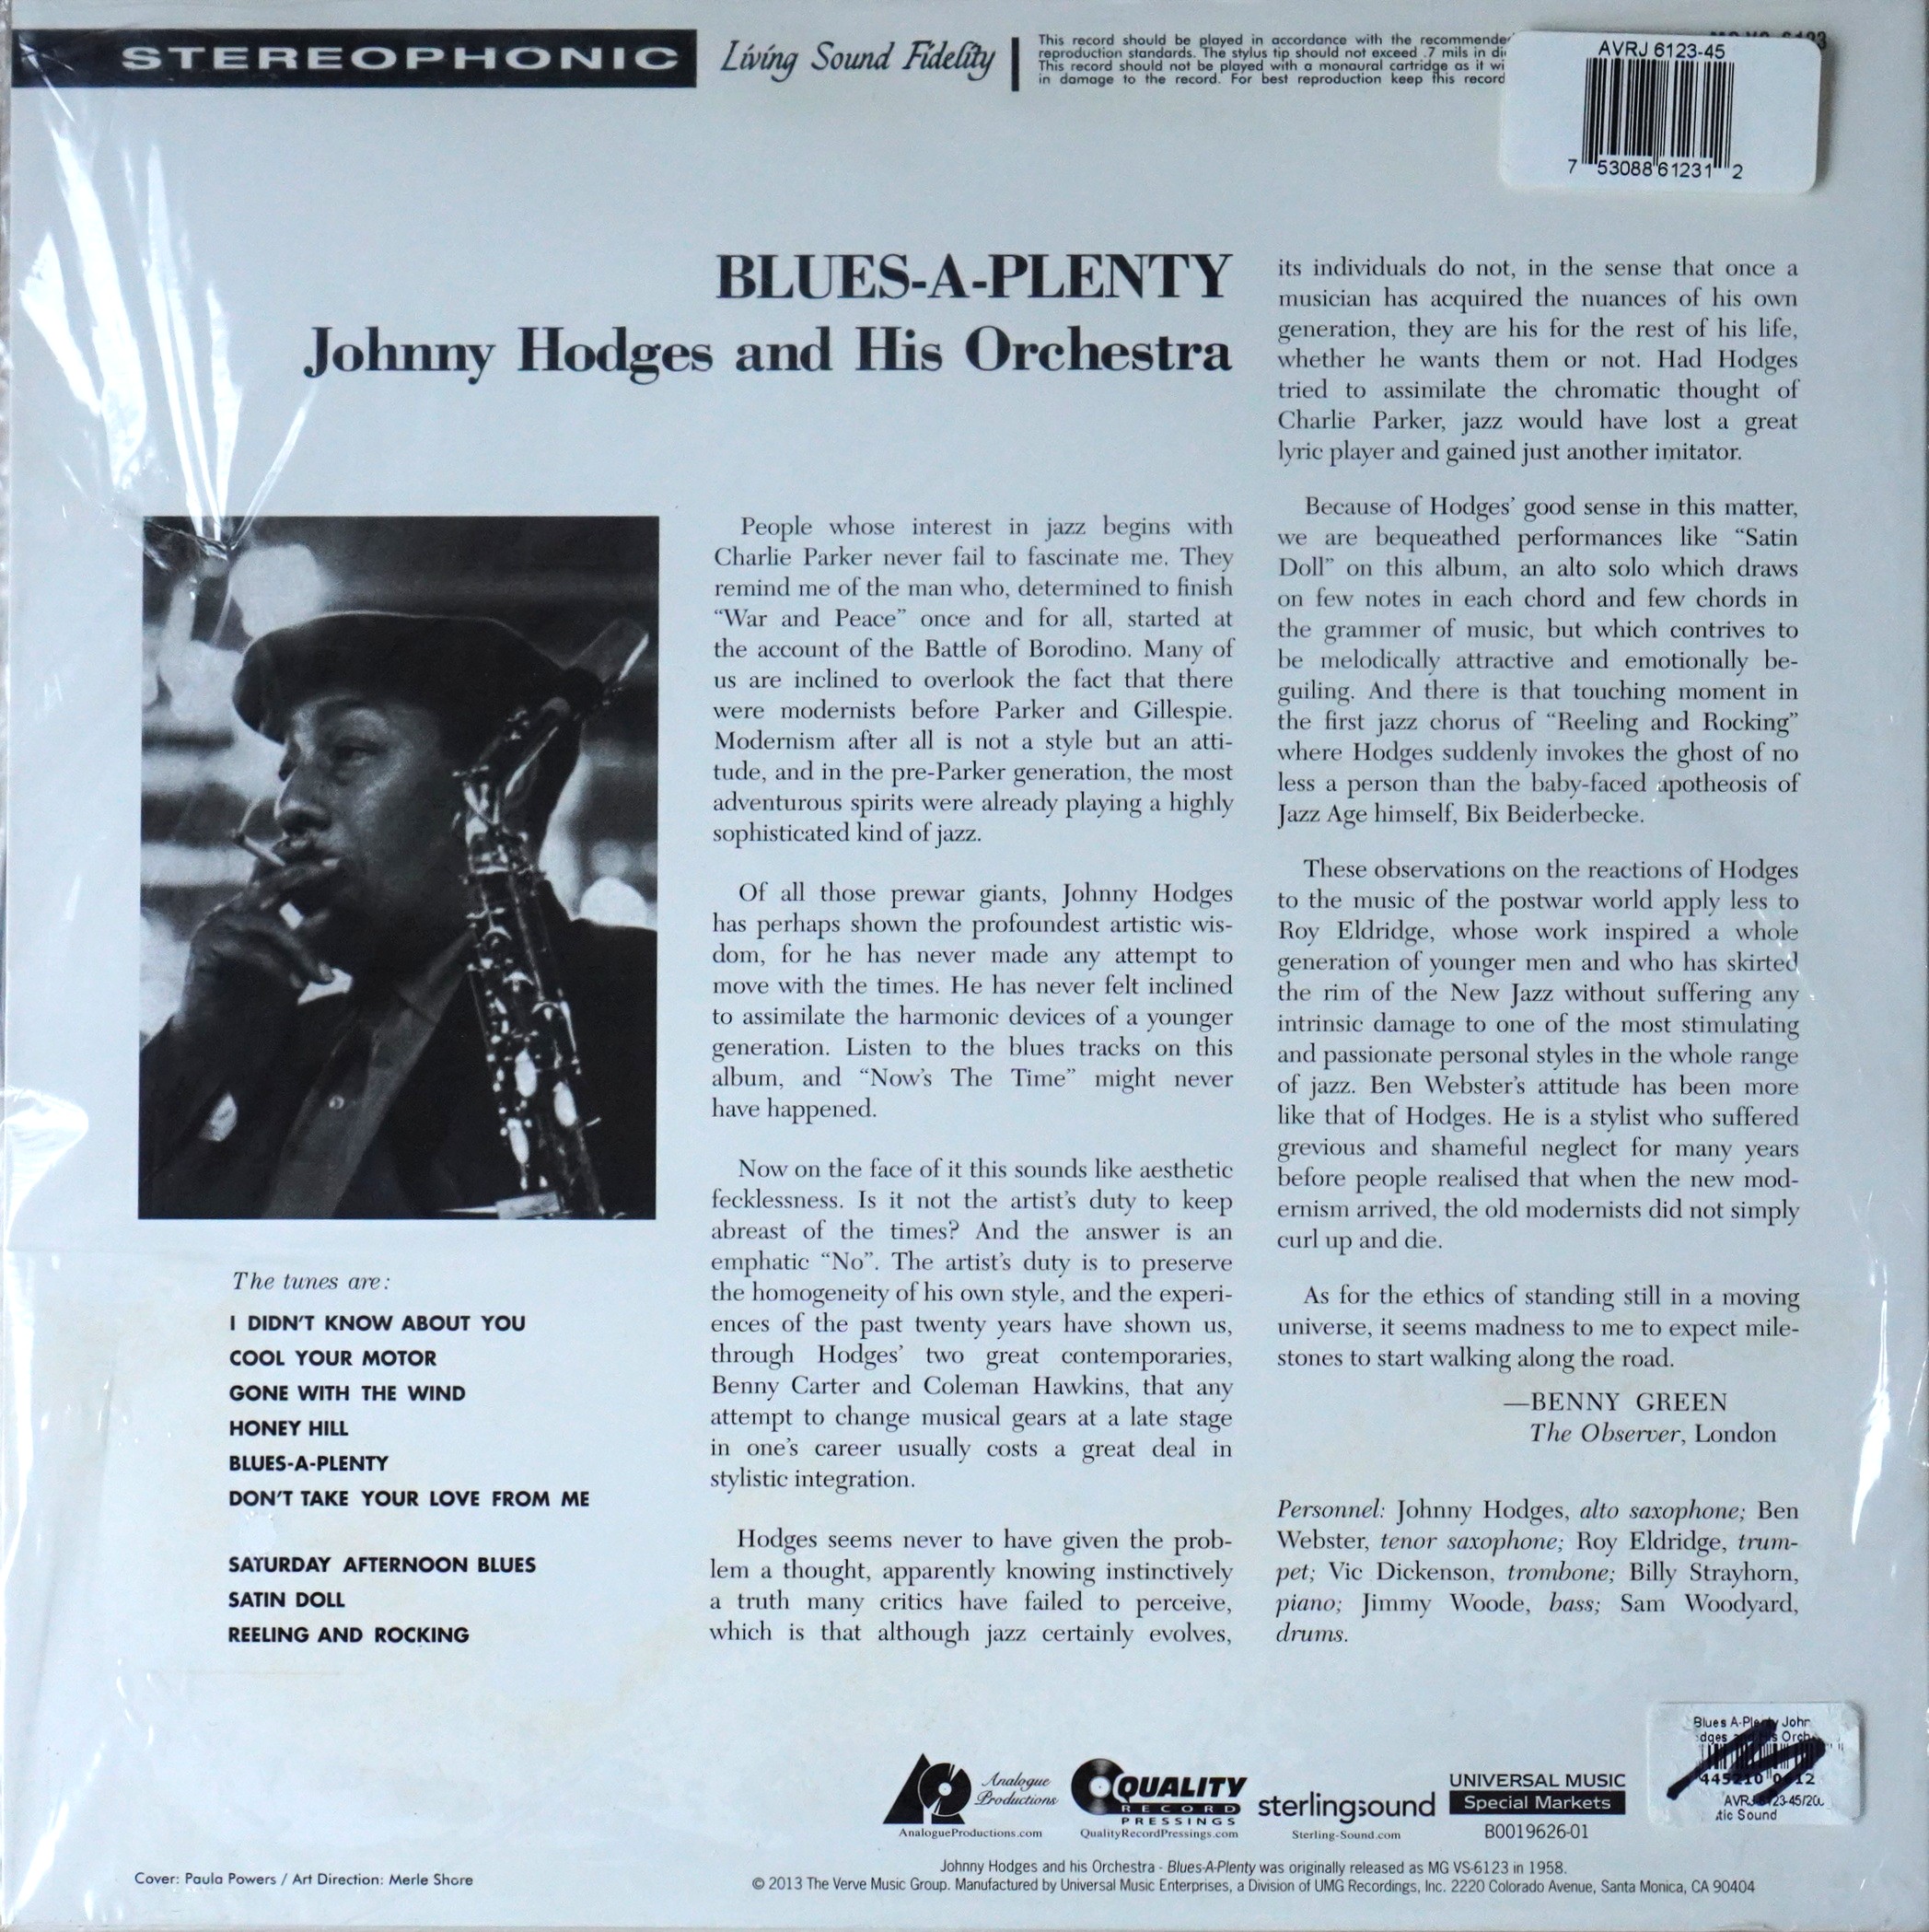 STEREOPHONIC
Living Sound Fidelity
This record should be played in accordance with the
reproduction standards. The stylus tip should not exceed .7 mils in
This record should not be played with a monaural cartridge as it
in damage to the record. For best reproduction keep this record
AVRJ 6123-45
7 53088 61231 2
BLUES-A-PLENTY
Johnny Hodges and His Orchestra
People whose interest in jazz begins with
Charlie Parker never fail to fascinate me. They
remind me of the man who, determined to finish
“War and Peace” once and for all, started at
the account of the Battle of Borodino. Many of
us are inclined to overlook the fact that there
were modernists before Parker and Gillespie.
Modernism after all is not a style but an atti-
tude, and in the pre-Parker generation, the most
adventurous spirits were already playing a highly
sophisticated kind of jazz.
Of all those prewar giants, Johnny Hodges
has perhaps shown the profoundest artistic wis-
dom, for he has never made any attempt to
move with the times. He has never felt inclined
to assimilate the harmonic devices of a younger
generation. Listen to the blues tracks on this
album, and “Now’s The Time” might never
have happened.
Now on the face of it this sounds like aesthetic
fecklessness. Is it not the artist’s duty to keep
abreast of the times? And the answer is an
emphatic “No”. The artist’s duty is to preserve
the homogeneity of his own style, and the experi-
ences of the past twenty years have shown us,
through Hodges’ two great contemporaries,
Benny Carter and Coleman Hawkins, that any
attempt to change musical gears at a late stage
in one’s career usually costs a great deal in
stylistic integration.
Hodges seems never to have given the prob-
lem a thought, apparently knowing instinctively
a truth many critics have failed to perceive,
which is that although jazz certainly evolves,
its individuals do not, in the sense that once a
musician has acquired the nuances of his own
generation, they are his for the rest of his life,
whether he wants them or not. Had Hodges
tried to assimilate the chromatic thought of
Charlie Parker, jazz would have lost a great
lyric player and gained just another imitator.
Because of Hodges’ good sense in this matter,
we are bequeathed performances like “Satin
Doll” on this album, an alto solo which draws
on few notes in each chord and few chords in
the grammer of music, but which contrives to
be melodically attractive and emotionally be-
guiling. And there is that touching moment in
the first jazz chorus of “Reeling and Rocking”
where Hodges suddenly invokes the ghost of no
less a person than the baby-faced apotheosis of
Jazz Age himself, Bix Beiderbecke.
These observations on the reactions of Hodges
to the music of the postwar world apply less to
Roy Eldridge, whose work inspired a whole
generation of younger men and who has skirted
the rim of the New Jazz without suffering any
intrinsic damage to one of the most stimulating
and passionate personal styles in the whole range
of jazz. Ben Webster’s attitude has been more
like that of Hodges. He is a stylist who suffered
grevious and shameful neglect for many years
before people realised that when the new mod-
ernism arrived, the old modernists did not simply
curl up and die.
As for the ethics of standing still in a moving
universe, it seems madness to me to expect mile-
stones to start walking along the road.
—BENNY GREEN
The Observer, London
Personnel: Johnny Hodges, alto saxophone; Ben
Webster, tenor saxophone; Roy Eldridge, trum-
pet; Vic Dickenson, trombone; Billy Strayhorn,
piano; Jimmy Woode, bass; Sam Woodyard,
drums.
The tunes are:
I DIDN’T KNOW ABOUT YOU
COOL YOUR MOTOR
GONE WITH THE WIND
HONEY HILL
BLUES-A-PLENTY
DON’T TAKE YOUR LOVE FROM ME
SATURDAY AFTERNOON BLUES
SATIN DOLL
REELING AND ROCKING
Analogue
Productions
AnalogueProductions.com
QUALITY
RECORD
PRESSINGS
QualityRecordPressings.com
sterlingsound
Sterling-Sound.com
UNIVERSAL MUSIC
Special Markets
B0019626-01
Blues
Sound
Cover: Paula Powers / Art Direction: Merle Shore
Johnny Hodges and his Orchestra - Blues-A-Plenty was originally released as MG VS-6123 in 1958.
© 2013 The Verve Music Group. Manufactured by Universal Music Enterprises, a Division of UMG Recordings, Inc. 2220 Colorado Avenue, Santa Monica, CA 90404